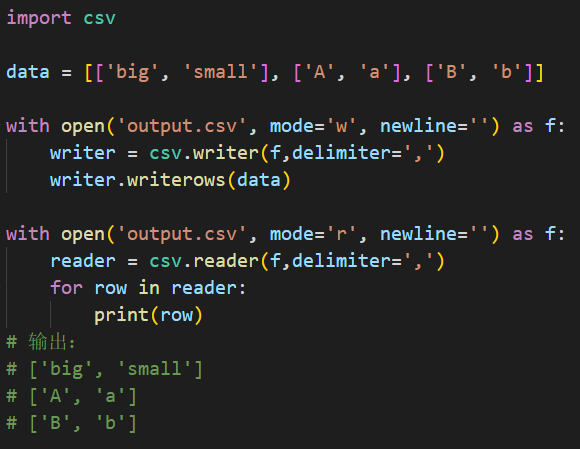 import csv
data = [['big', 'small'], ['A', 'a'], ['B', 'b']]
with open('output.csv', mode='w', newline='') as f:
    writer = csv.writer(f,delimiter=',')
    writer.writerows(data)
with open('output.csv', mode='r', newline='') as f:
    reader = csv.reader(f,delimiter=',')
    for row in reader:
        print(row)
# 输出：
# ['big', 'small']
# ['A', 'a']
# ['B', 'b']